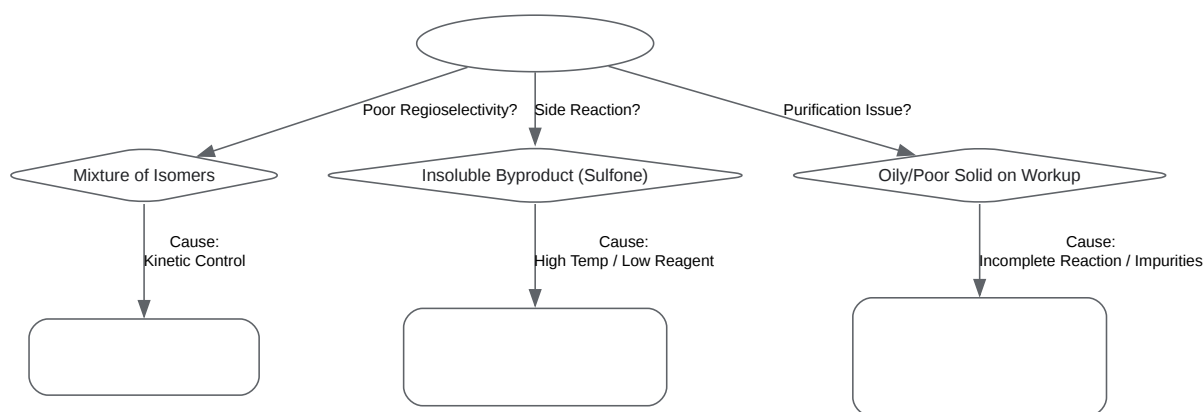 Poor Regioselectivity?
Side Reaction?
Purification Issue?
Mixture of Isomers
Insoluble Byproduct (Sulfone)
Oily/Poor Solid on Workup
Cause:
Kinetic Control
Cause:
High Temp / Low Reagent
Cause:
Incomplete Reaction / Impurities